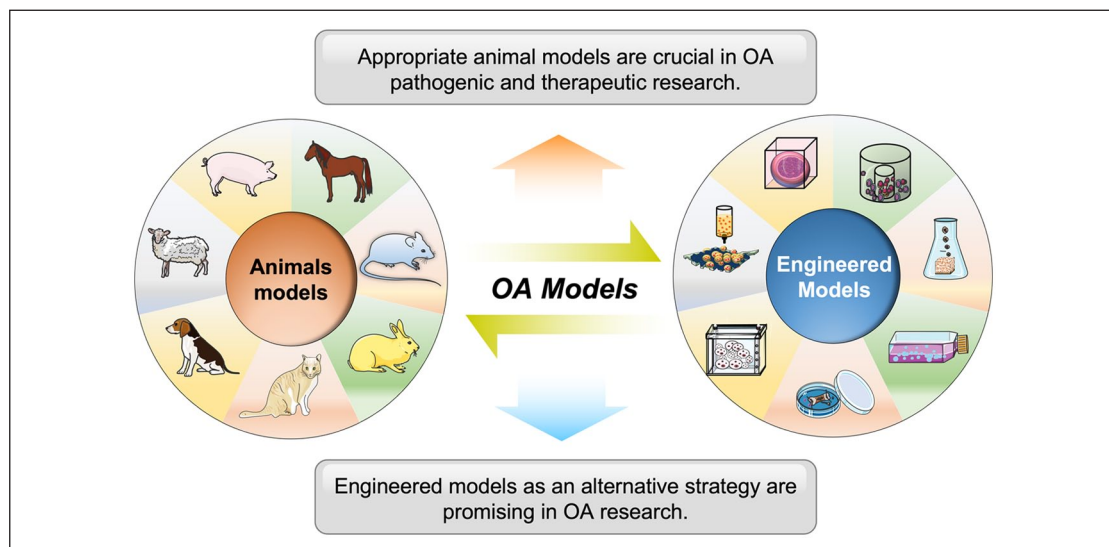 Appropriate animal models are crucial in OA
pathogenic and therapeutic research.
Animals
models
OA Models
Engineered
Models
Engineered models as an alternative strategy are
promising in OA research.